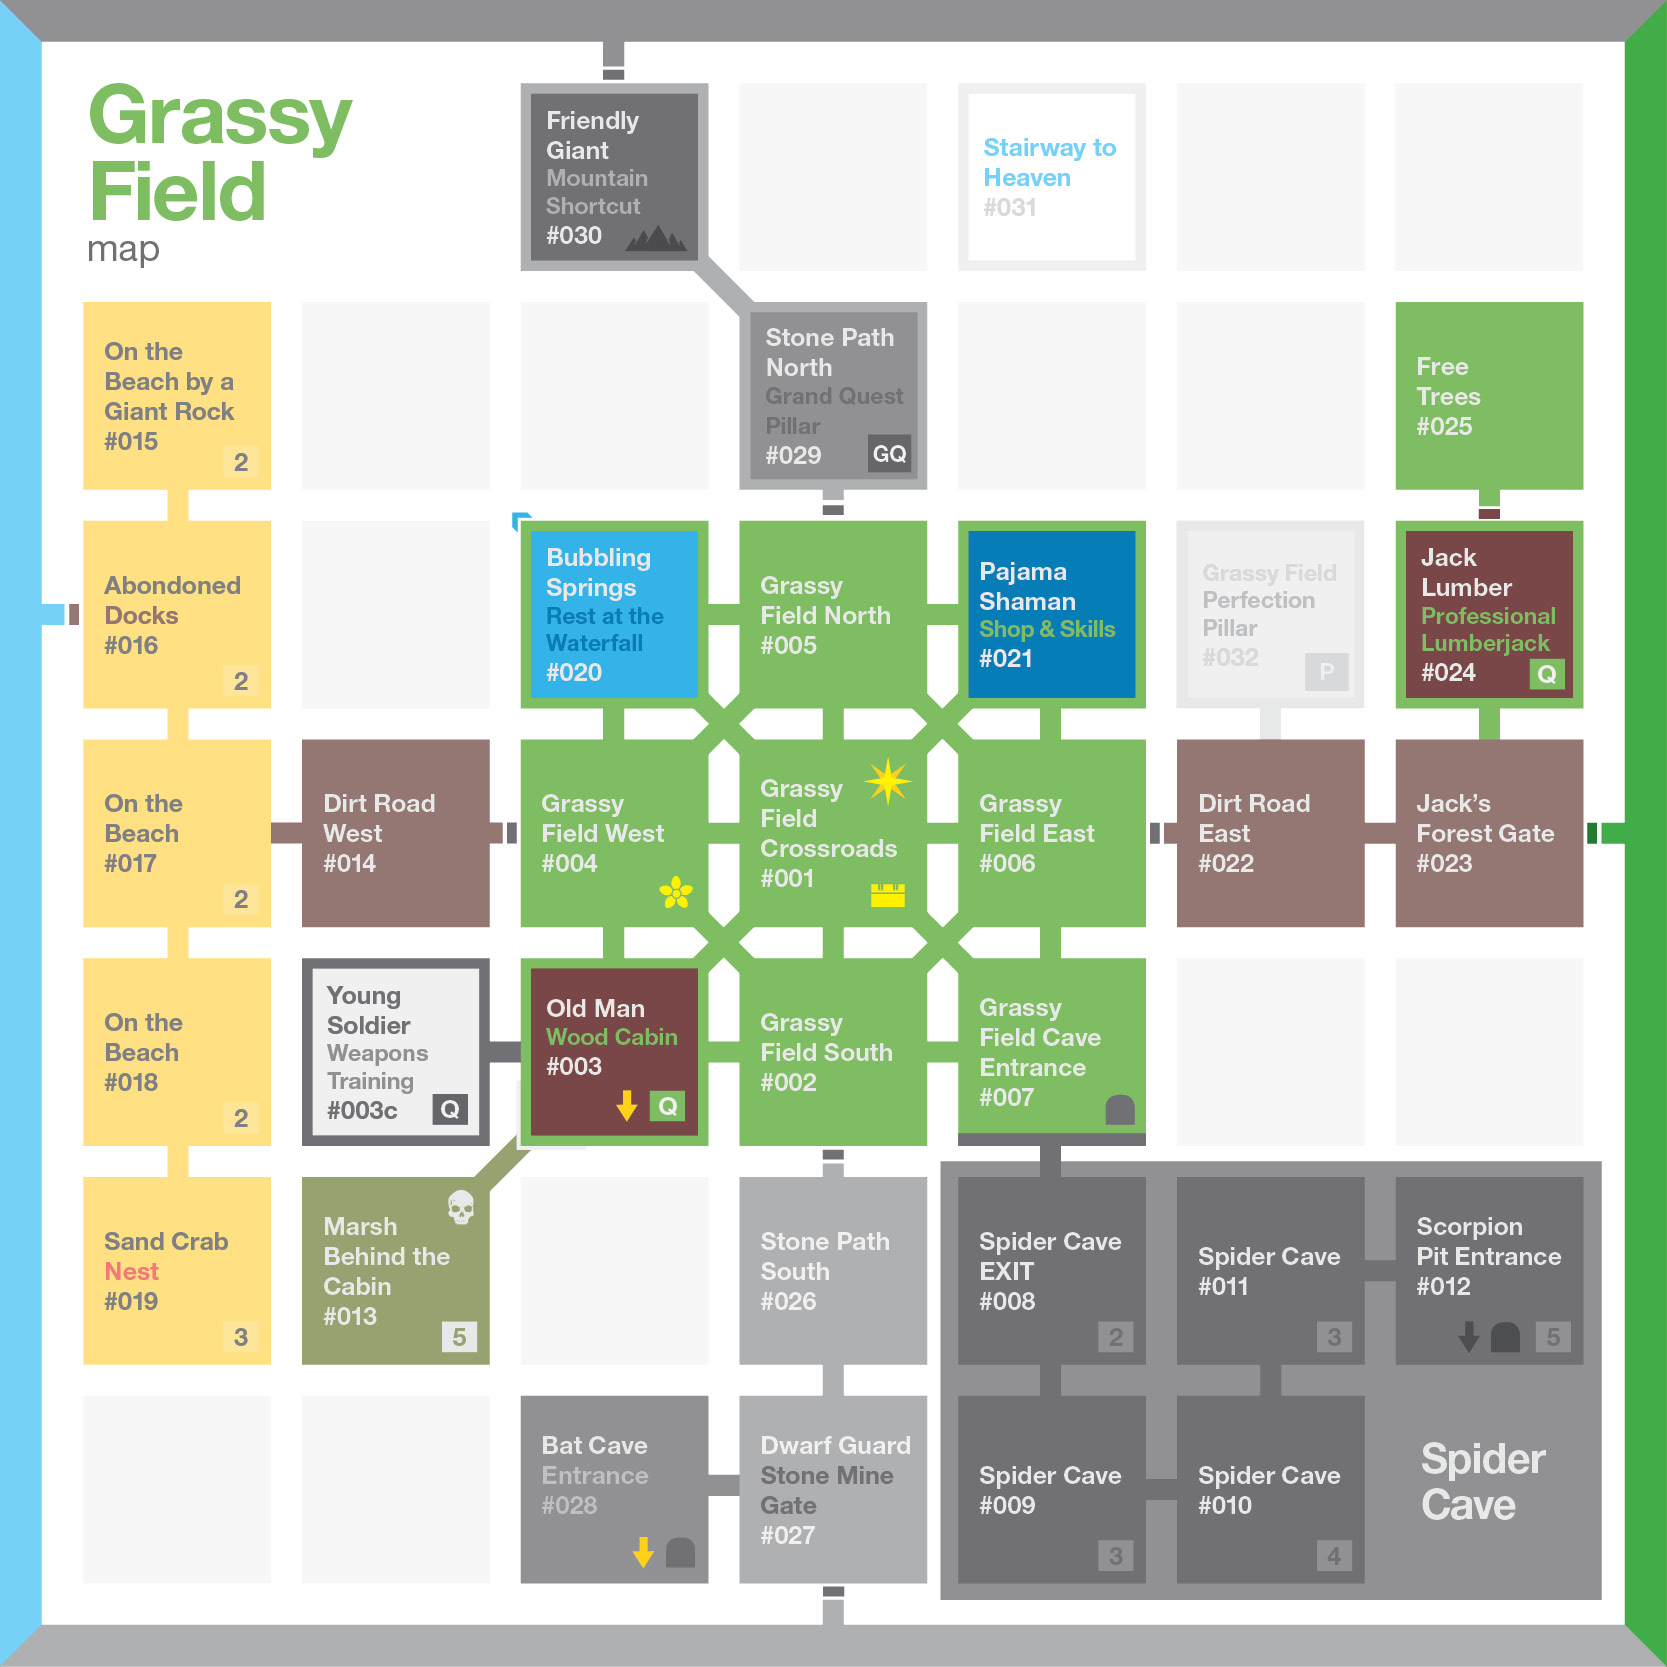 Grassy
Field
map
Friendly
Giant
Mountain
Shortcut
#030
Stairway to
Heaven
#031
On the
Beach by a
Giant Rock
#015
2
Stone Path
North
Grand Quest
Pillar
#029
GQ
Free
Trees
#025
Abondoned
Docks
#016
2
Bubbling
Springs
Rest at the
Waterfall
#020
Grassy
Field North
#005
Pajama
Shaman
Shop & Skills
#021
Grassy Field
Perfection
Pillar
#032
P
Jack
Lumber
Professional
Lumberjack
#024
Q
On the
Beach
#017
2
Dirt Road
West
#014
Grassy
Field West
#004
Grassy
Field
Crossroads
#001
Grassy
Field East
#006
Dirt Road
East
#022
Jack's
Forest Gate
#023
On the
Beach
#018
2
Young
Soldier
Weapons
Training
#003c
Q
Old Man
Wood Cabin
#003
Q
Grassy
Field South
#002
Grassy
Field Cave
Entrance
#007
Sand Crab
Nest
#019
3
Marsh
Behind the
Cabin
#013
5
Stone Path
South
#026
Spider Cave
EXIT
#008
2
Spider Cave
#011
3
Scorpion
Pit Entrance
#012
5
Bat Cave
Entrance
#028
Dwarf Guard
Stone Mine
Gate
#027
Spider Cave
#009
3
Spider Cave
#010
4
Spider
Cave